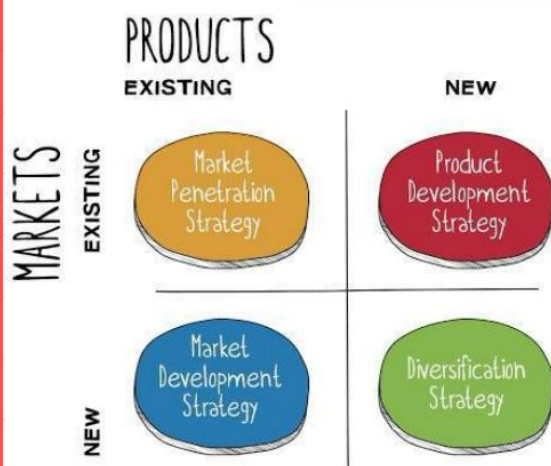 PRODUCTS
EXISTING
NEW
MARKETS
EXISTING
Market
Penetration
Strategy
Product
Development
Strategy
NEW
Market
Development
Strategy
Diversification
Strategy